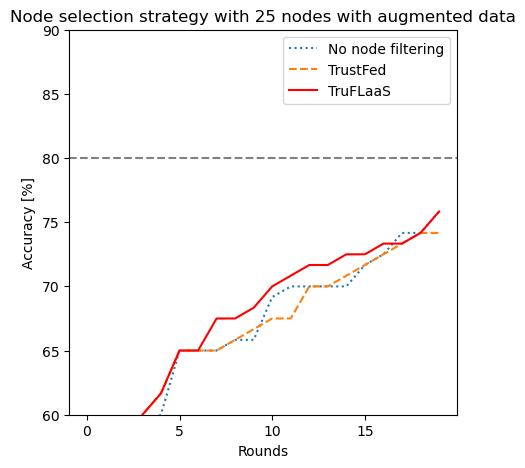 Node selection strategy with 25 nodes with augmented data
No node filtering
TrustFed
TruFLaaS
Accuracy [%]
90
85
80
75
70
65
60
0 5 10 15
Rounds